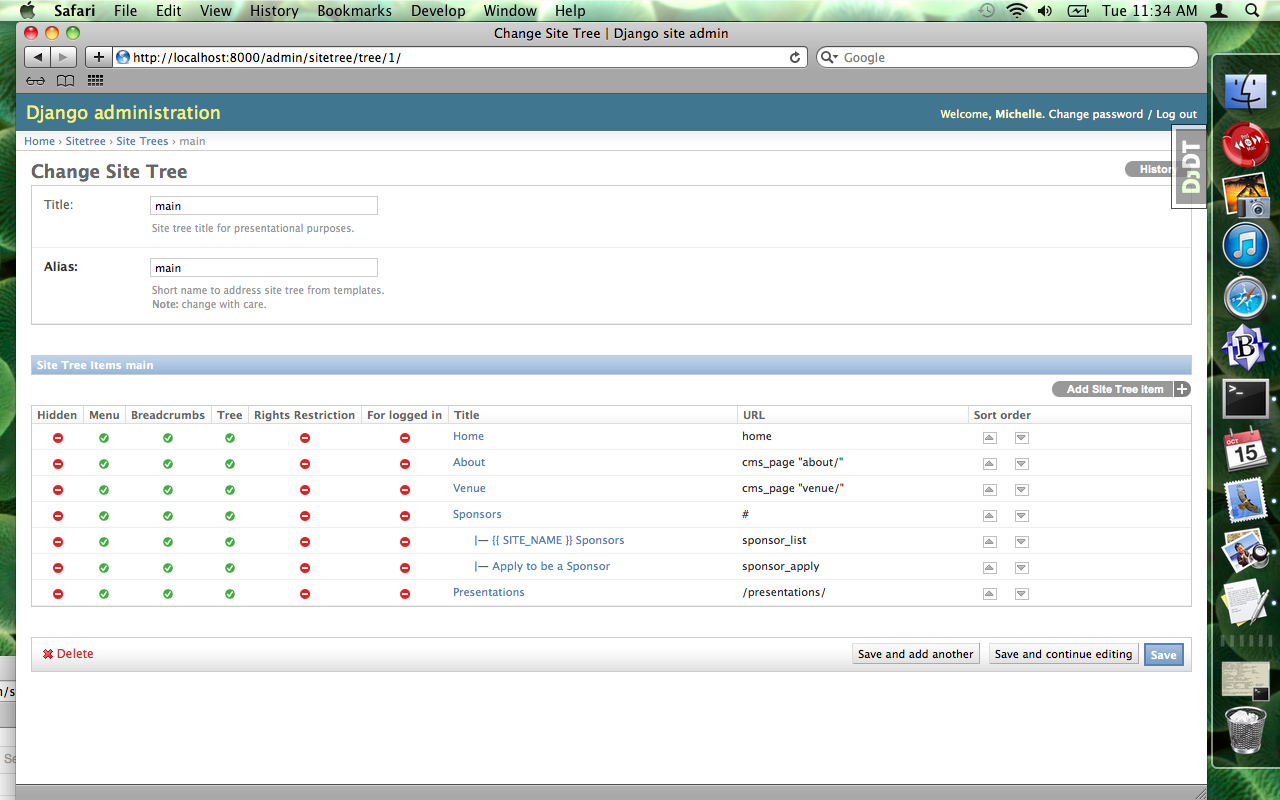 Safari File Edit View History Bookmarks Develop Window Help Tue 11:34 AM
Change Site Tree | Django site admin
http://localhost:8000/admin/sitetree/tree/1/ Google
Django administration
Welcome, Michelle. Change password / Log out
Home › Sitetree › Site Trees › main
DJDT
Change Site Tree
History
Title: main
Site tree title for presentational purposes.
Alias: main
Short name to address site tree from templates.
Note: change with care.
Site Tree Items main
Add Site Tree Item +
Hidden Menu Breadcrumbs Tree Rights Restriction For logged in Title URL Sort order
Home home
About cms_page "about/"
Venue cms_page "venue/"
Sponsors #
|— {{ SITE_NAME }} Sponsors sponsor_list
|— Apply to be a Sponsor sponsor_apply
Presentations /presentations/
Delete Save and add another Save and continue editing Save
OCT
15